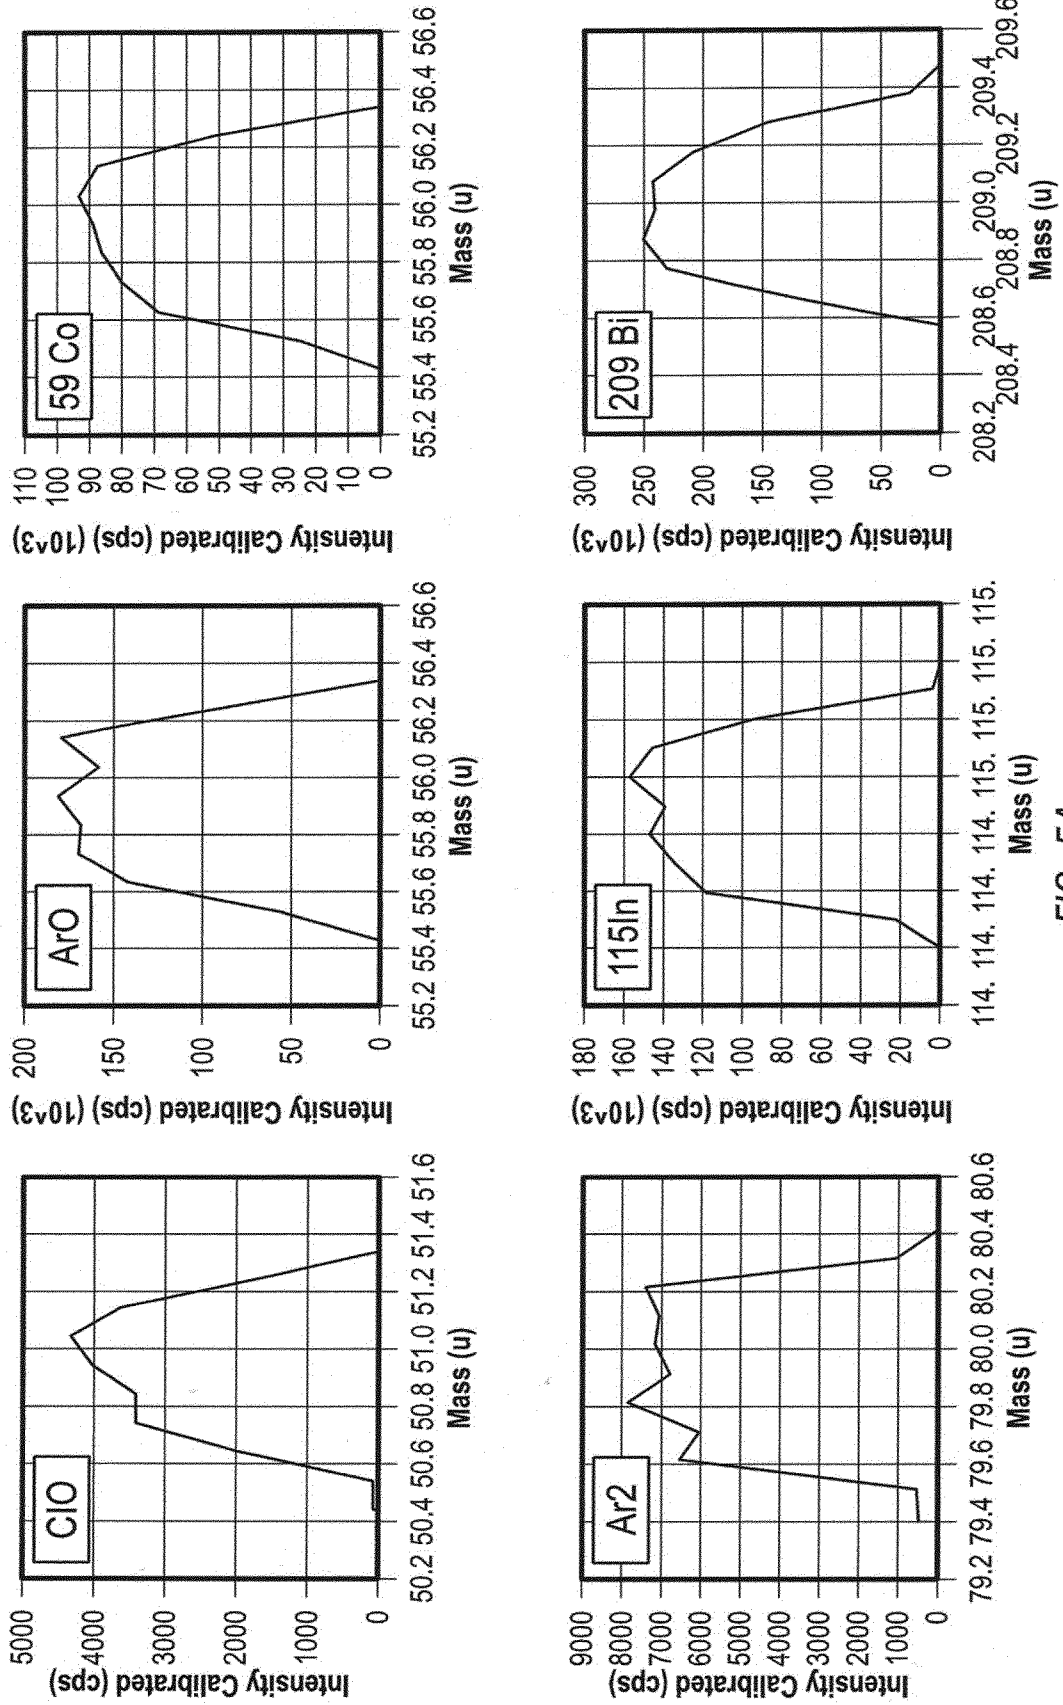 ClO
Intensity Calibrated (cps)
5000
4000
3000
2000
1000
0
50.2 50.4 50.6 50.8 51.0 51.2 51.4 51.6
Mass (u)
ArO
Intensity Calibrated (cps) (10^3)
200
150
100
50
0
55.2 55.4 55.6 55.8 56.0 56.2 56.4 56.6
Mass (u)
59 Co
Intensity Calibrated (cps) (10^3)
110
100
90
80
70
60
50
40
30
20
10
0
55.2 55.4 55.6 55.8 56.0 56.2 56.4 56.6
Mass (u)
Ar2
Intensity Calibrated (cps)
9000
8000
7000
6000
5000
4000
3000
2000
1000
0
79.2 79.4 79.6 79.8 80.0 80.2 80.4 80.6
Mass (u)
115In
Intensity Calibrated (cps) (10^3)
180
160
140
120
100
80
60
40
20
0
114. 114. 114. 114. 115. 115. 115. 115.
Mass (u)
209 Bi
Intensity Calibrated (cps) (10^3)
300
250
200
150
100
50
0
208.2 208.4 208.6 208.8 209.0 209.2 209.4 209.6
Mass (u)